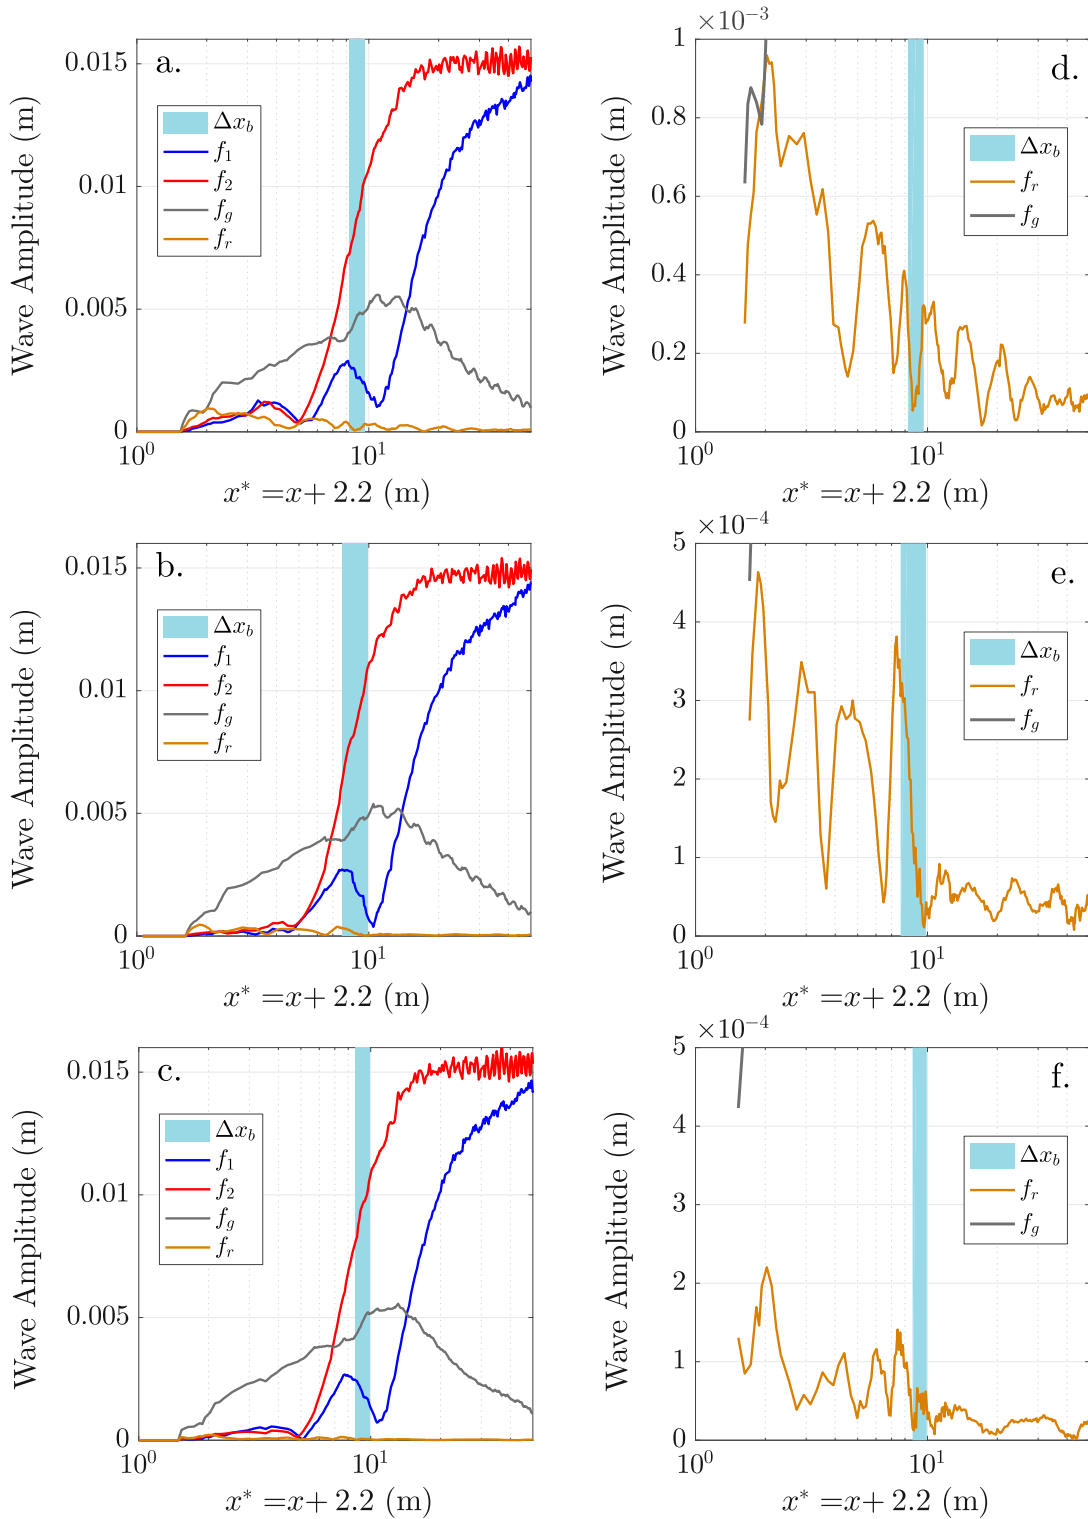 a.
0.015
0.01
0.005
0
Wave Amplitude (m)
Δx_b
f_1
f_2
f_g
f_r
10^0
10^1
x* =x+ 2.2 (m)
×10^-3
d.
1
0.8
0.6
0.4
0.2
0
Wave Amplitude (m)
Δx_b
f_r
f_g
10^0
10^1
x* =x+ 2.2 (m)
b.
0.015
0.01
0.005
0
Wave Amplitude (m)
Δx_b
f_1
f_2
f_g
f_r
10^0
10^1
x* =x+ 2.2 (m)
×10^-4
e.
5
4
3
2
1
0
Wave Amplitude (m)
Δx_b
f_r
f_g
10^0
10^1
x* =x+ 2.2 (m)
c.
0.015
0.01
0.005
0
Wave Amplitude (m)
Δx_b
f_1
f_2
f_g
f_r
10^0
10^1
x* =x+ 2.2 (m)
×10^-4
f.
5
4
3
2
1
0
Wave Amplitude (m)
Δx_b
f_r
f_g
10^0
10^1
x* =x+ 2.2 (m)